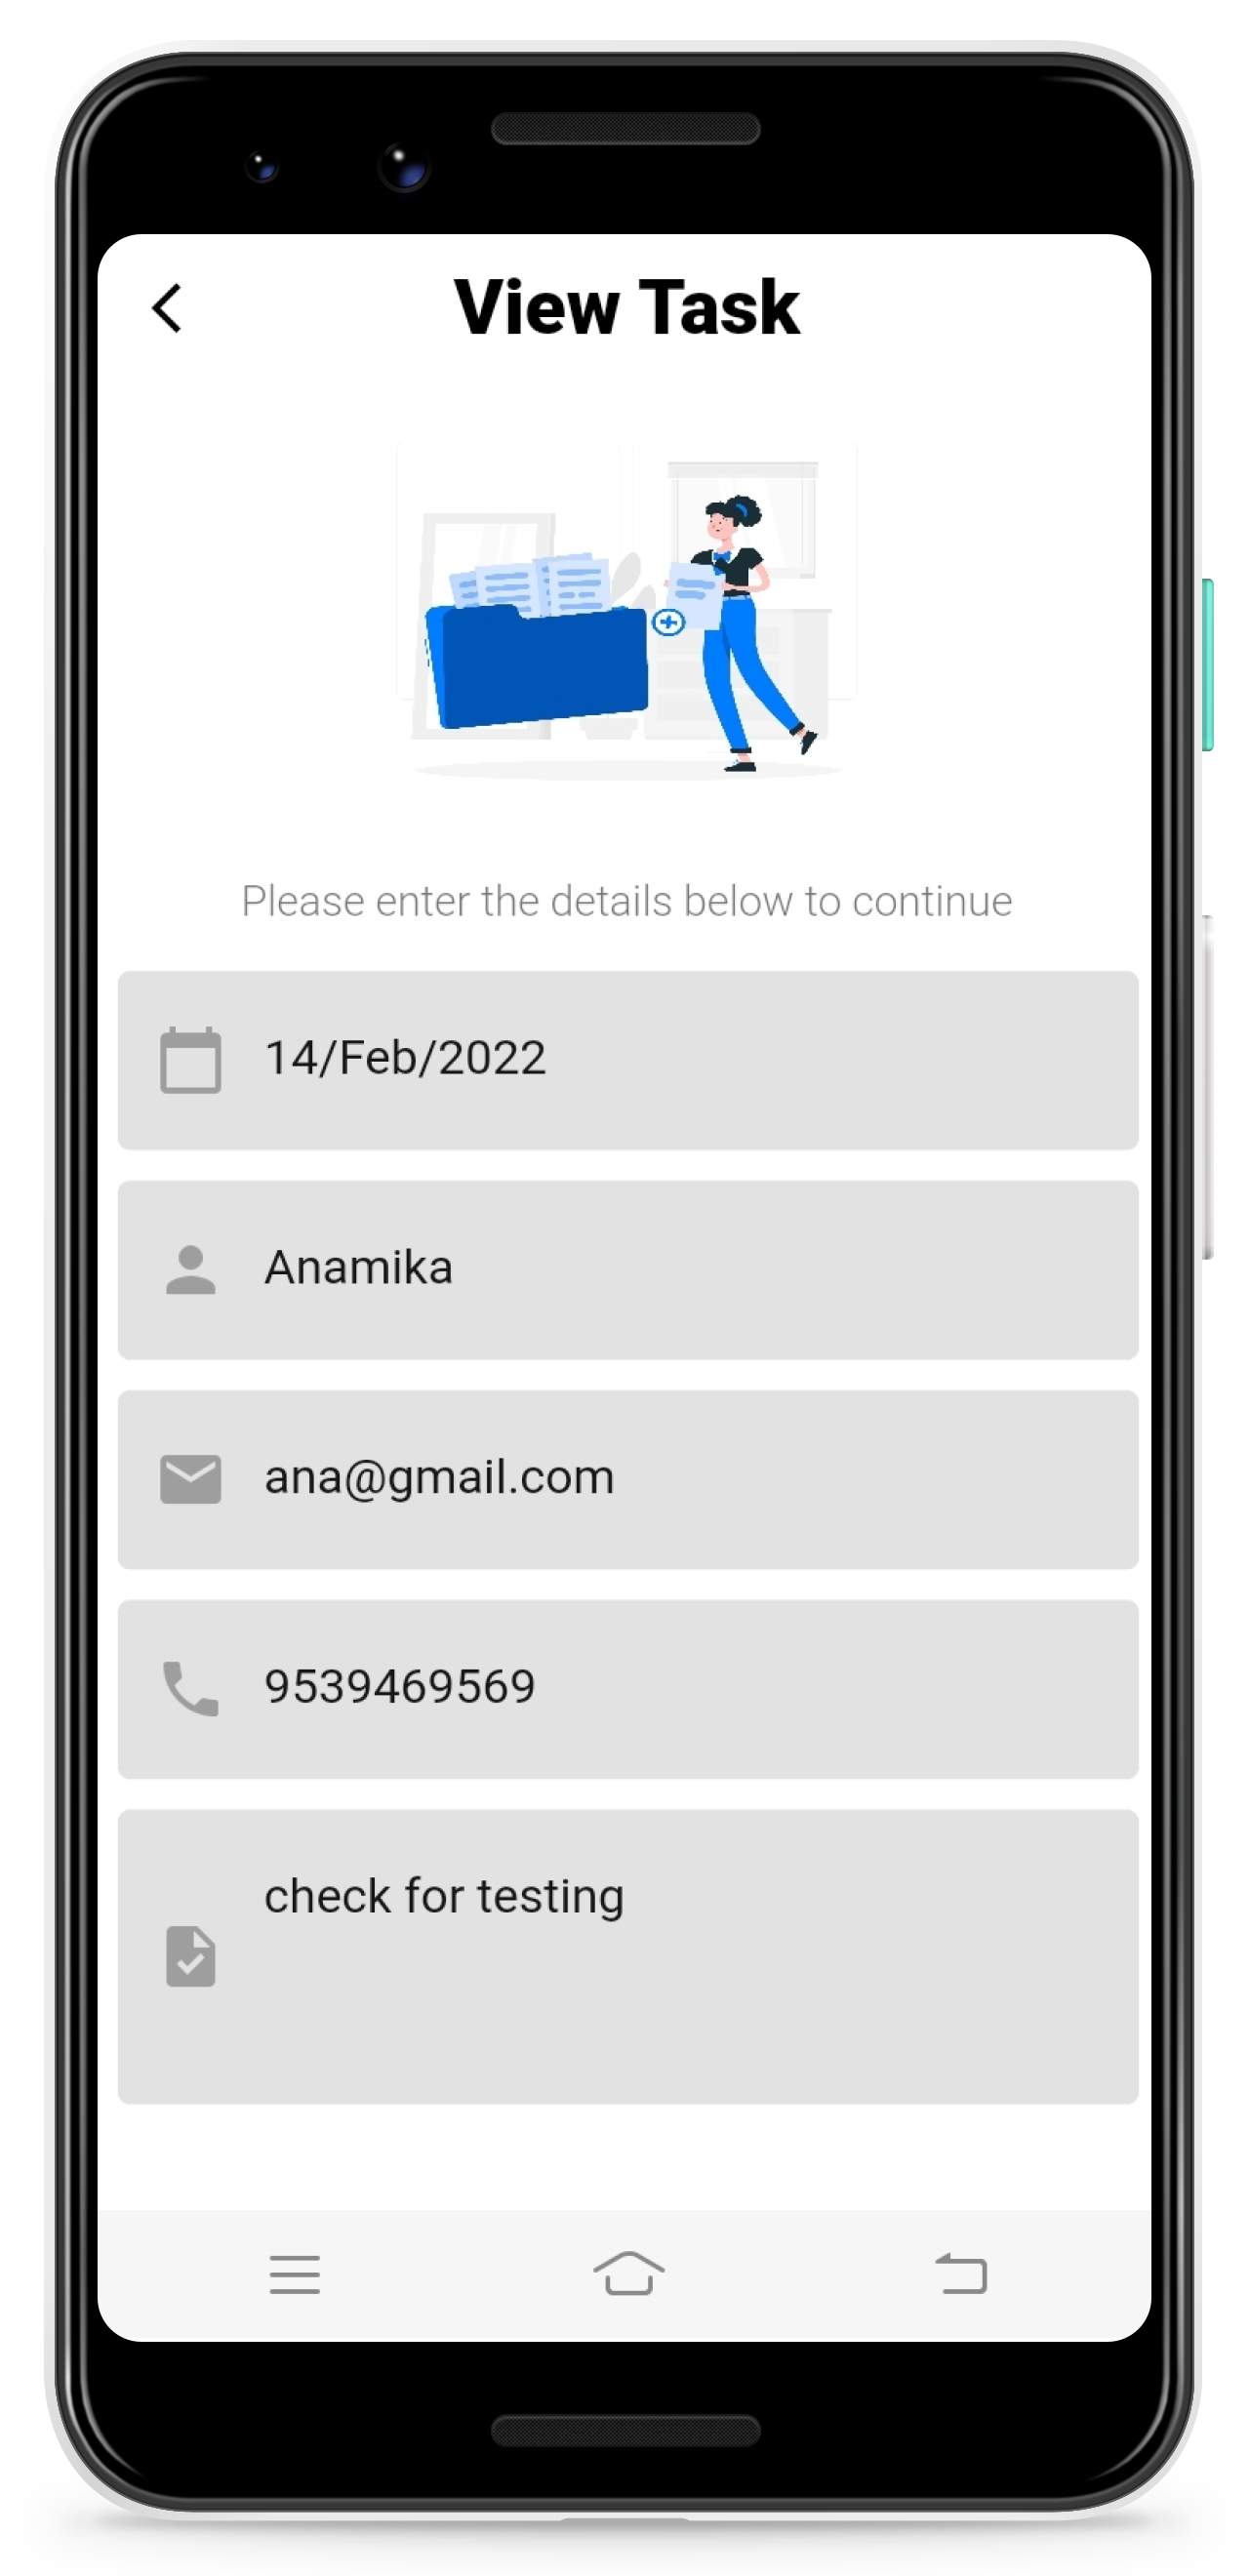 View Task
Please enter the details below to continue
14/Feb/2022
Anamika
ana@gmail.com
9539469569
check for testing